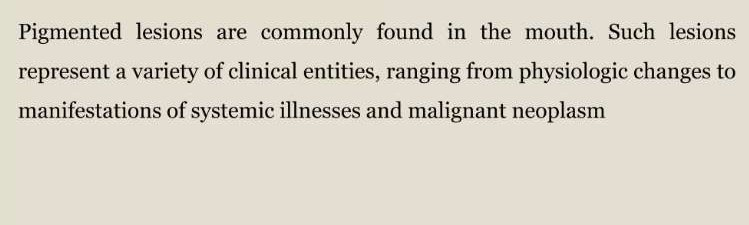 Pigmented lesions are commonly found in the mouth. Such lesions
represent a variety of clinical entities, ranging from physiologic changes to
manifestations of systemic illnesses and malignant neoplasm